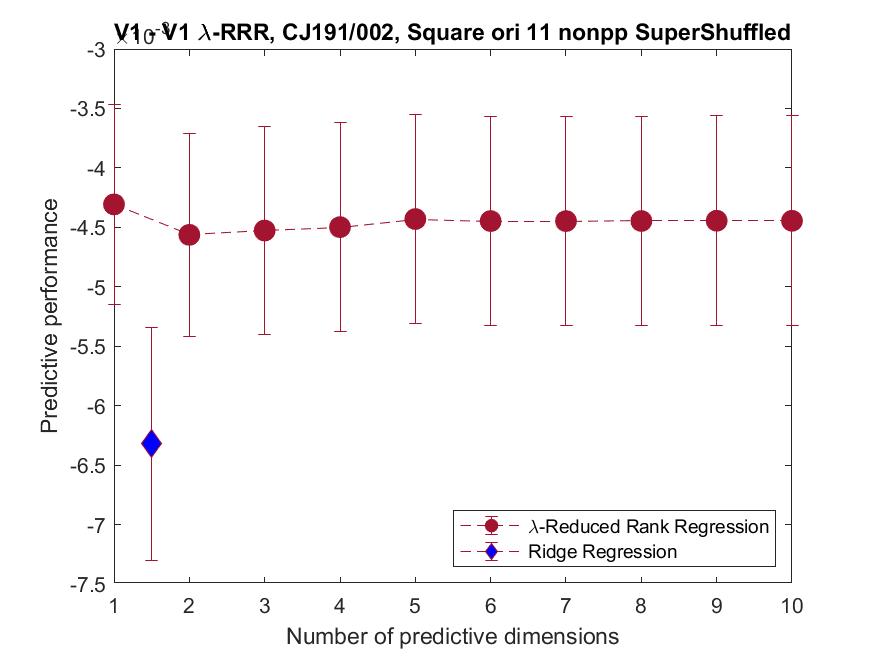 V1 - V1 λ-RRR, CJ191/002, Square ori 11 nonpp SuperShuffled
×10-3
-3
-3.5
-4
-4.5
-5
-5.5
-6
-6.5
-7
-7.5
Predictive performance
λ-Reduced Rank Regression
Ridge Regression
1 2 3 4 5 6 7 8 9 10
Number of predictive dimensions